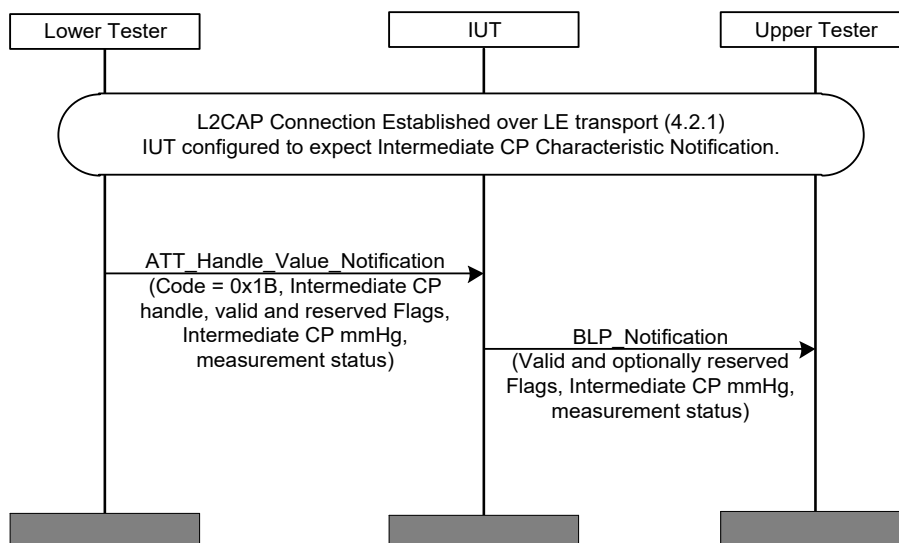 Lower Tester
IUT
Upper Tester
L2CAP Connection Established over LE transport (4.2.1)
IUT configured to expect Intermediate CP Characteristic Notification.
ATT_Handle_Value_Notification
(Code = 0x1B, Intermediate CP
handle, valid and reserved Flags,
Intermediate CP mmHg,
measurement status)
BLP_Notification
(Valid and optionally reserved
Flags, Intermediate CP mmHg,
measurement status)